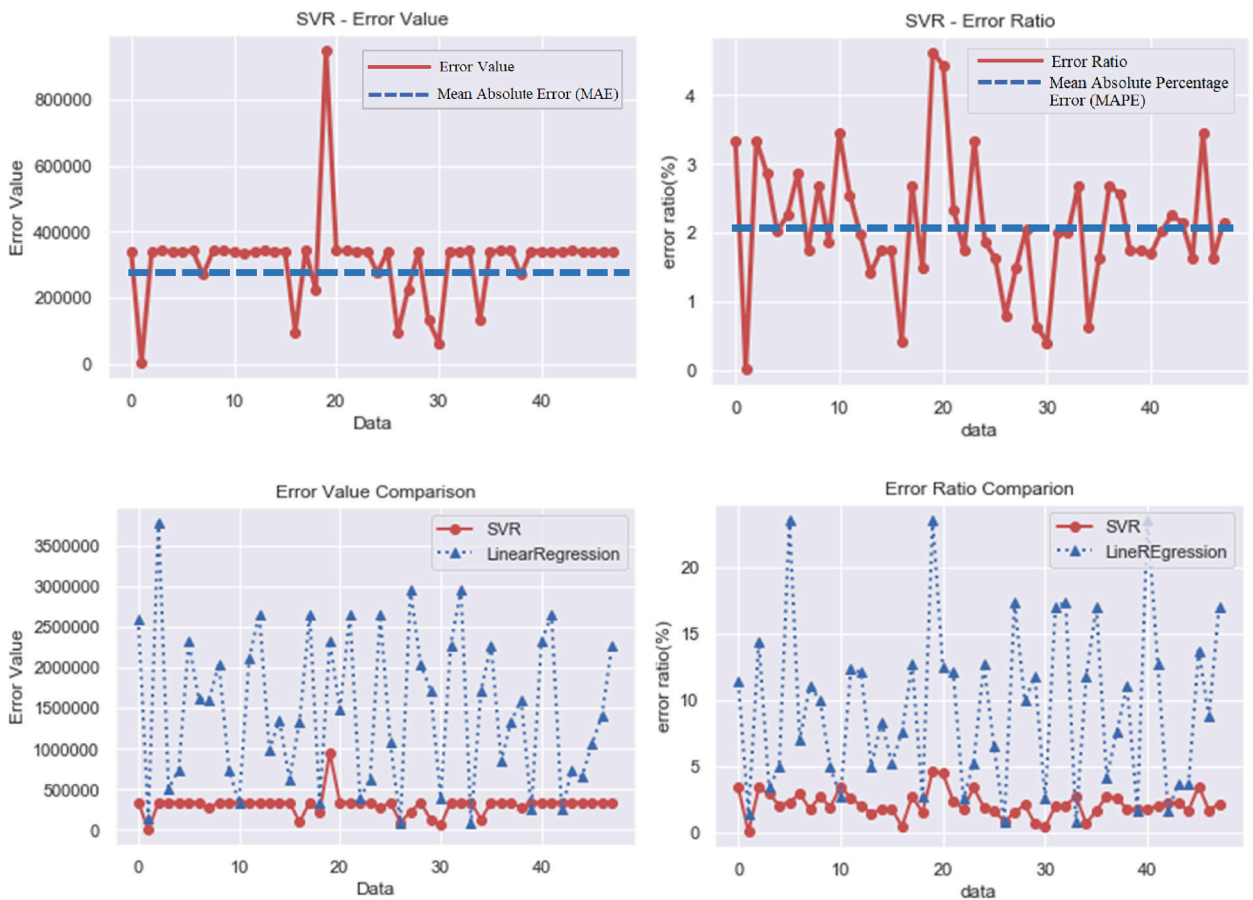 SVR - Error Value
Error Value
Mean Absolute Error (MAE)
800000
600000
400000
200000
0
Error Value
0 10 20 30 40
Data
SVR - Error Ratio
Error Ratio
Mean Absolute Percentage
Error (MAPE)
4
3
2
1
0
error ratio(%)
0 10 20 30 40
data
Error Value Comparison
SVR
LinearRegression
3500000
3000000
2500000
2000000
1500000
1000000
500000
0
Error Value
0 10 20 30 40
Data
Error Ratio Comparion
SVR
LineREgression
20
15
10
5
0
error ratio(%)
0 10 20 30 40
data